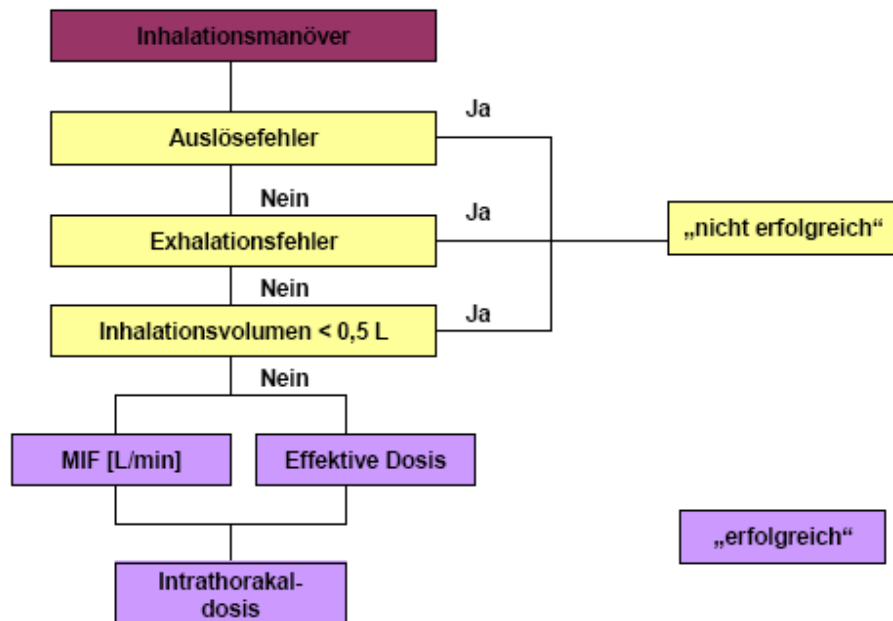 Inhalationsmanöver
Ja
Auslösefehler
Nein
Ja
Exhalationsfehler
„nicht erfolgreich“
Nein
Ja
Inhalationsvolumen < 0,5 L
Nein
MIF [L/min]
Effektive Dosis
„erfolgreich“
Intrathorakal-
dosis